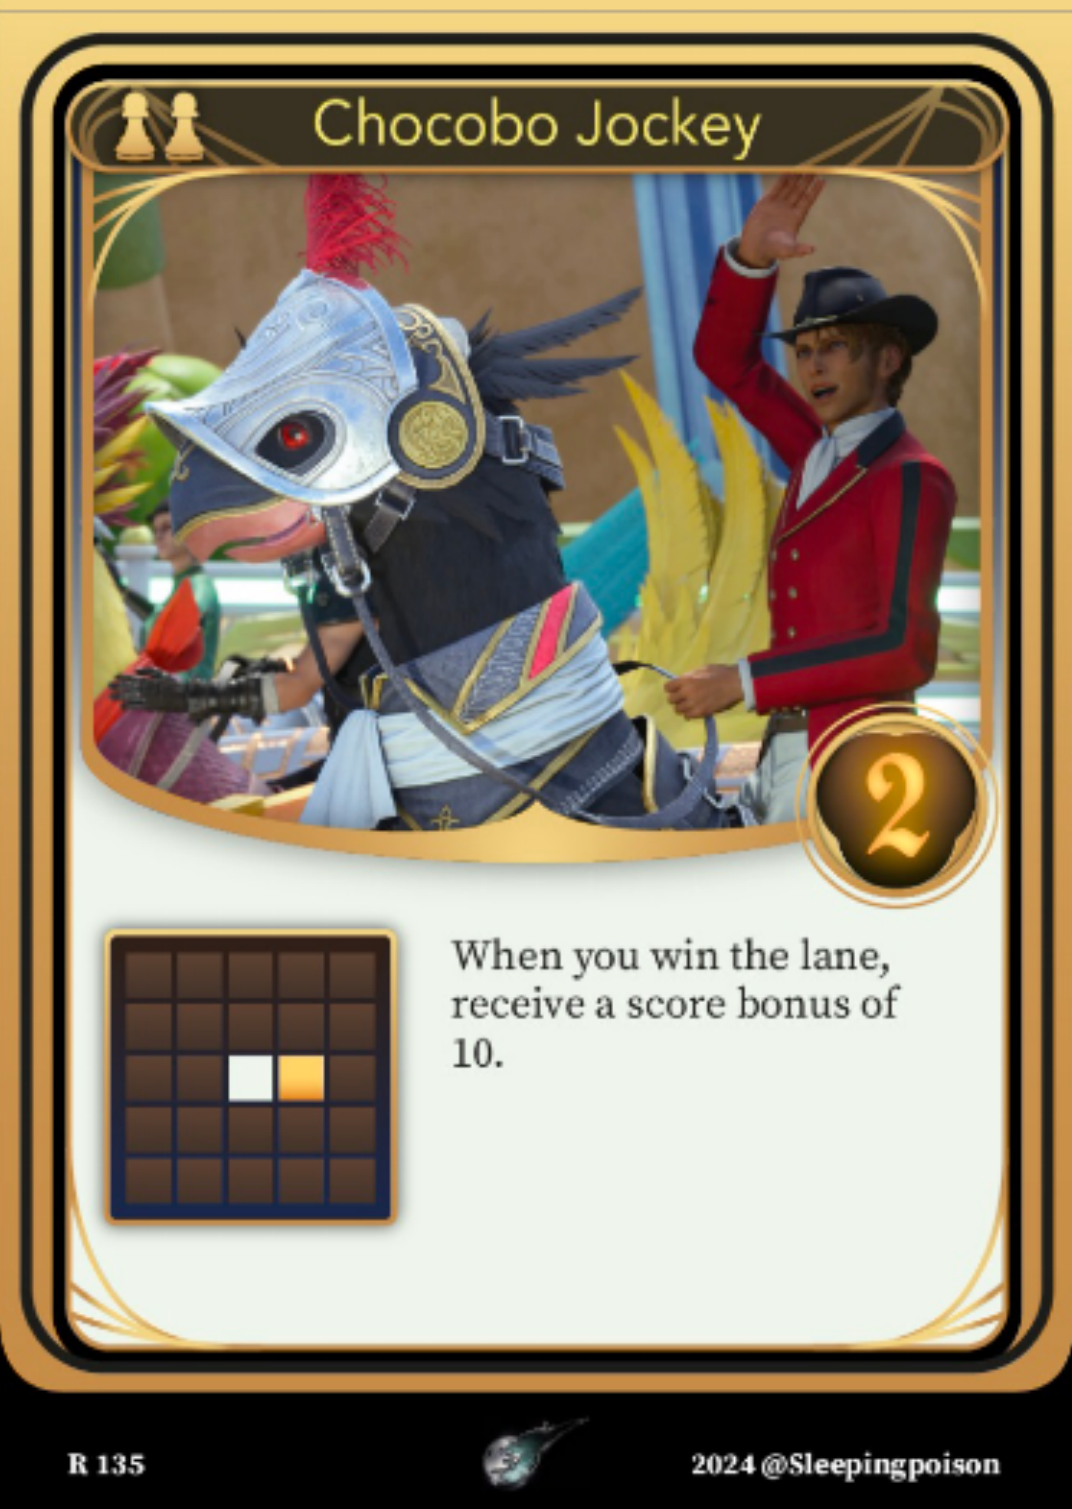 Chocobo Jockey
2
When you win the lane,
receive a score bonus of
10.
R 135
2024 @Sleepingpoison